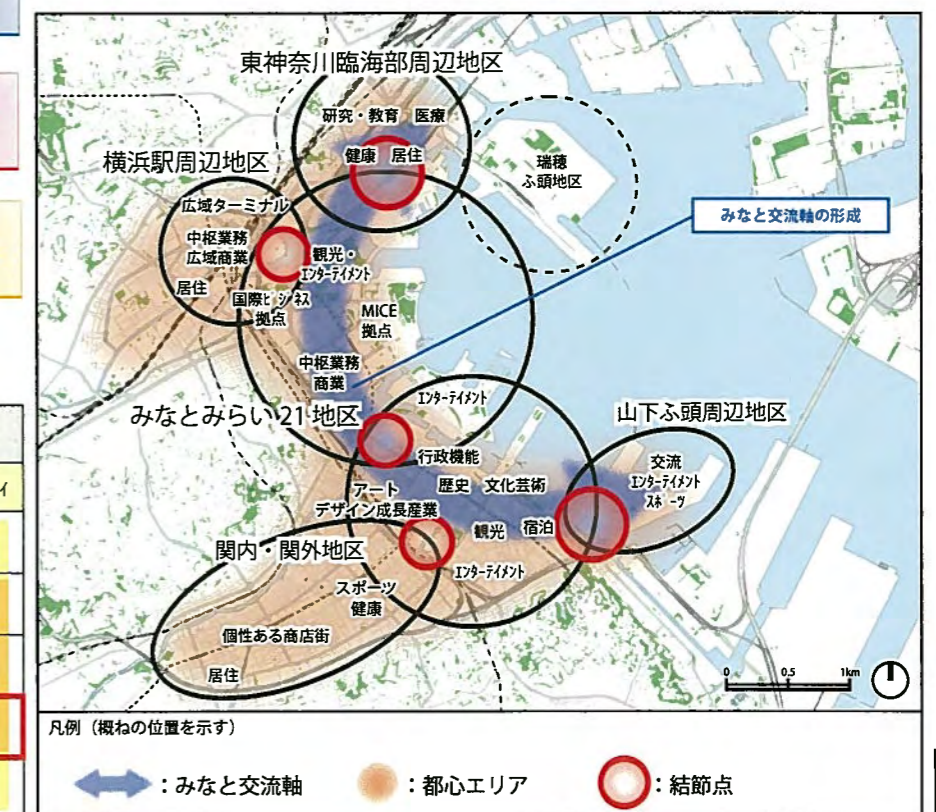 東神奈川臨海部周辺地区
研究・教育 医療
健康 居住
瑞穂
ふ頭地区
横浜駅周辺地区
広域ターミナル
中枢業務
広域商業
居住
観光・
エンターテイメント
国際ビジネス
拠点
MICE
拠点
中枢業務
商業
みなと交流軸の形成
みなとみらい21地区
エンターテイメント
行政機能
歴史 文化芸術
アート
デザイン成長産業
観光 宿泊
エンターテイメント
山下ふ頭周辺地区
交流
エンターテイメント
スポーツ
関内・関外地区
スポーツ
健康
個性ある商店街
居住
0 0.5 1km
凡例（概ねの位置を示す）
：みなと交流軸
：都心エリア
：結節点
ィ